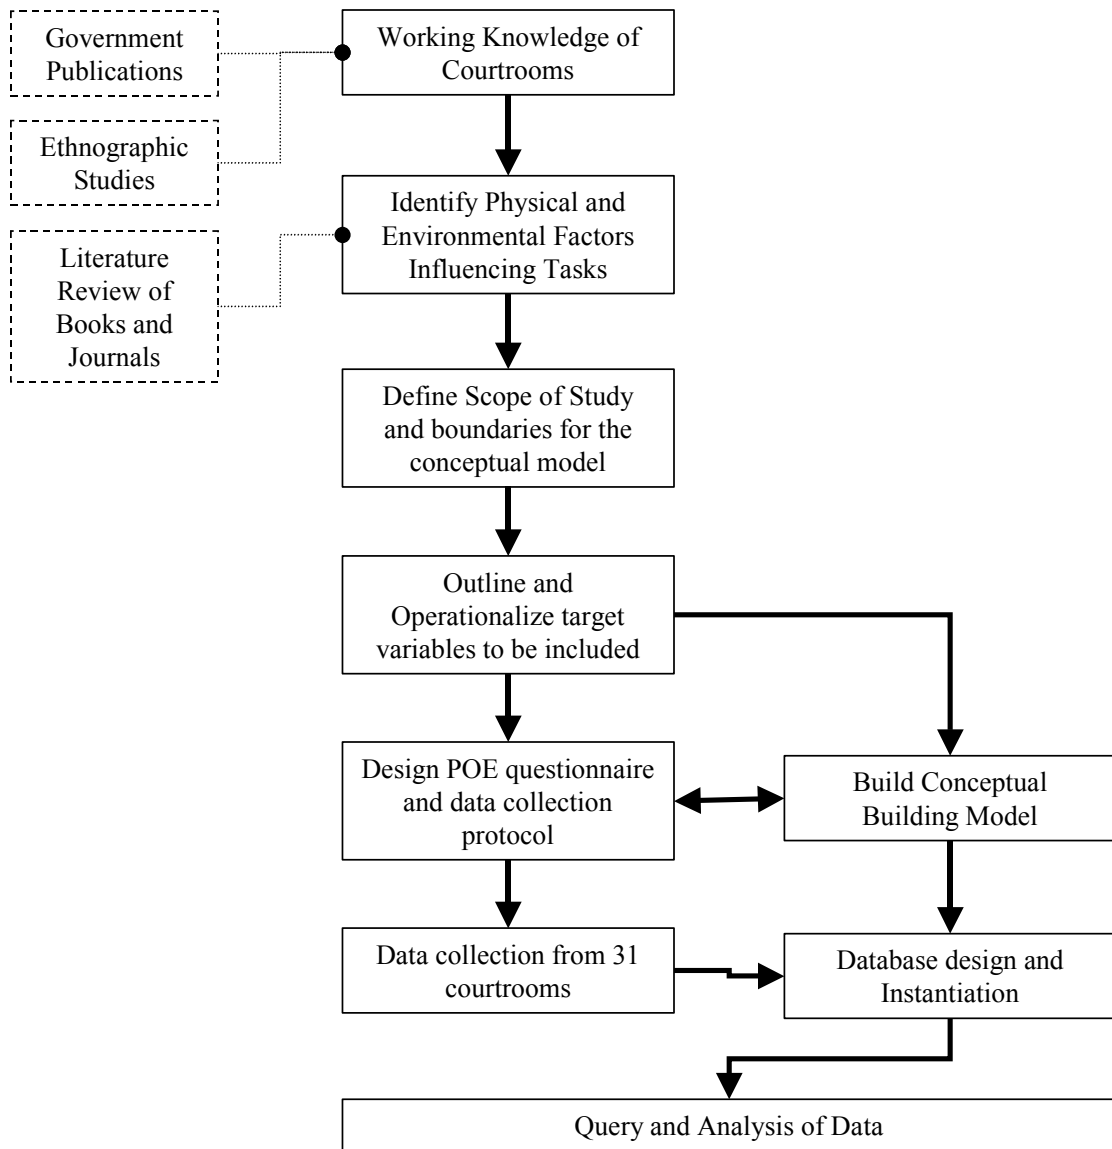 Government
Publications
Working Knowledge of
Courtrooms
Ethnographic
Studies
Identify Physical and
Environmental Factors
Influencing Tasks
Literature
Review of
Books and
Journals
Define Scope of Study
and boundaries for the
conceptual model
Outline and
Operationalize target
variables to be included
Design POE questionnaire
and data collection
protocol
Build Conceptual
Building Model
Data collection from 31
courtrooms
Database design and
Instantiation
Query and Analysis of Data